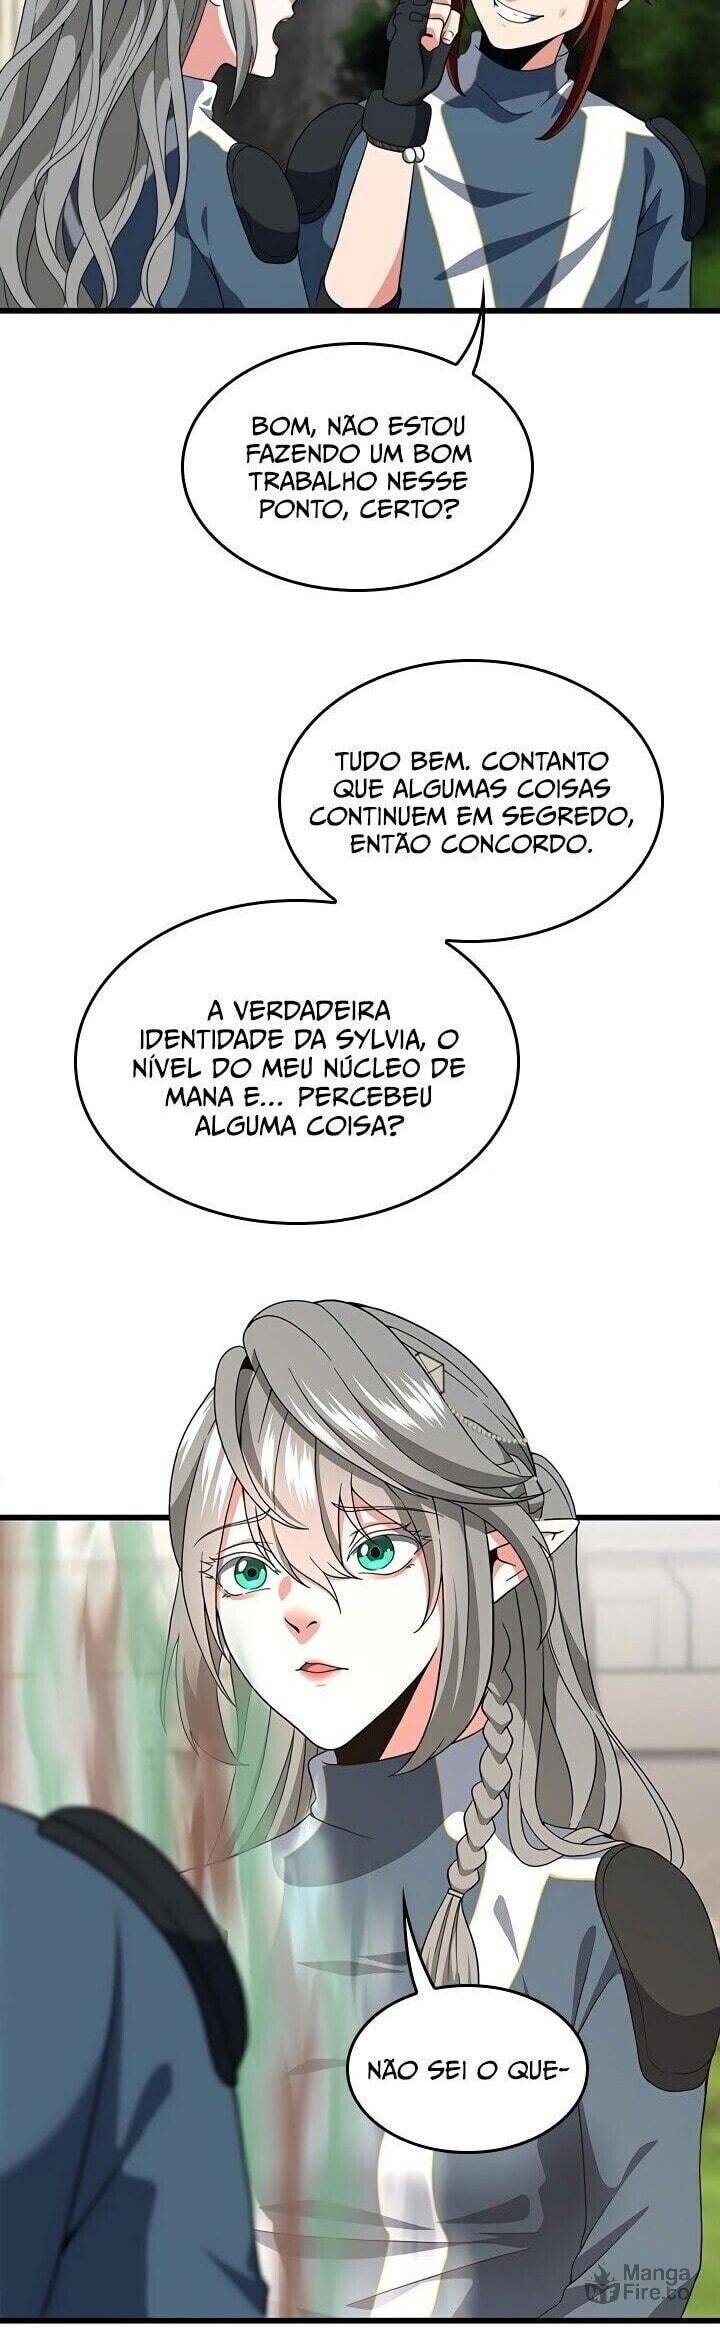 BOM, NÃO ESTOU
FAZENDO UM BOM
TRABALHO NESSE
PONTO, CERTO?
TUDO BEM. CONTANTO
QUE ALGUMAS COISAS
CONTINUEM EM SEGREDO,
ENTÃO CONCORDO.
A VERDADEIRA
IDENTIDADE DA SYLVIA, O
NÍVEL DO MEU NÚCLEO DE
MANA E... PERCEBEU
ALGUMA COISA?
NÃO SEI O QUE-
Manga
Fire.to